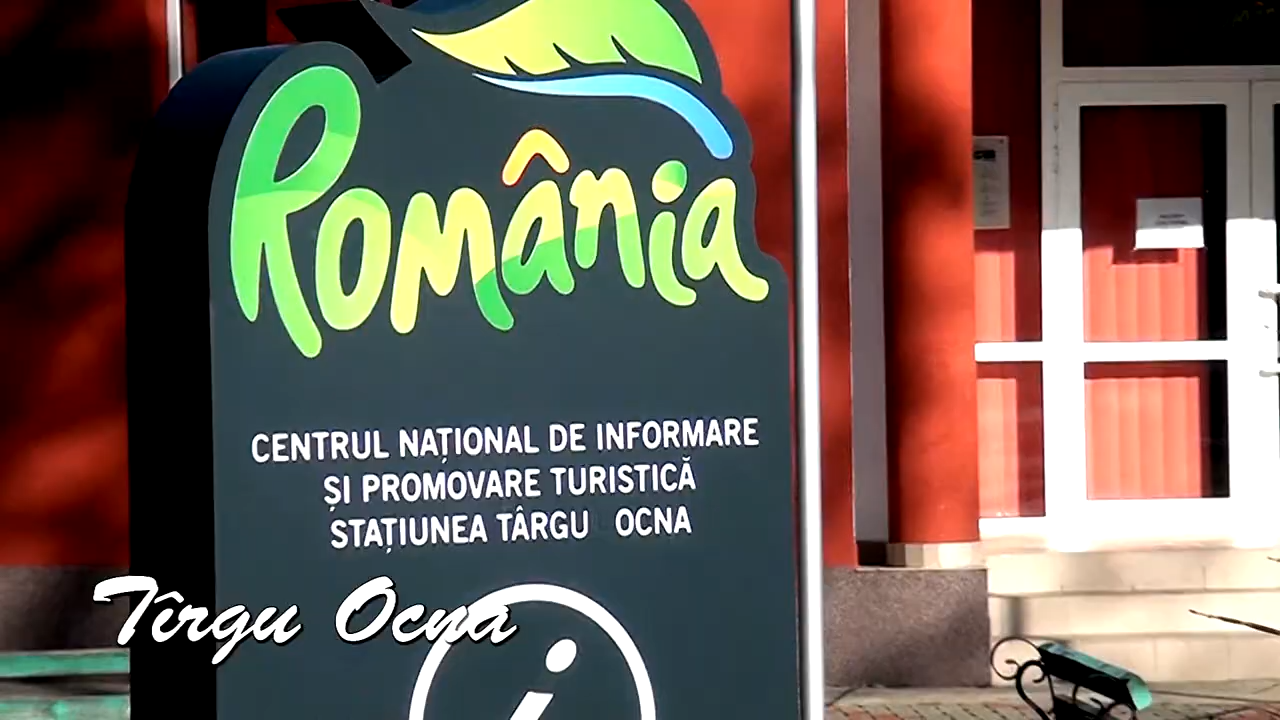 România
CENTRUL NAȚIONAL DE INFORMARE
ȘI PROMOVARE TURISTICĂ
STAȚIUNEA TÂRGU OCNA
Tîrgu Ocna
i